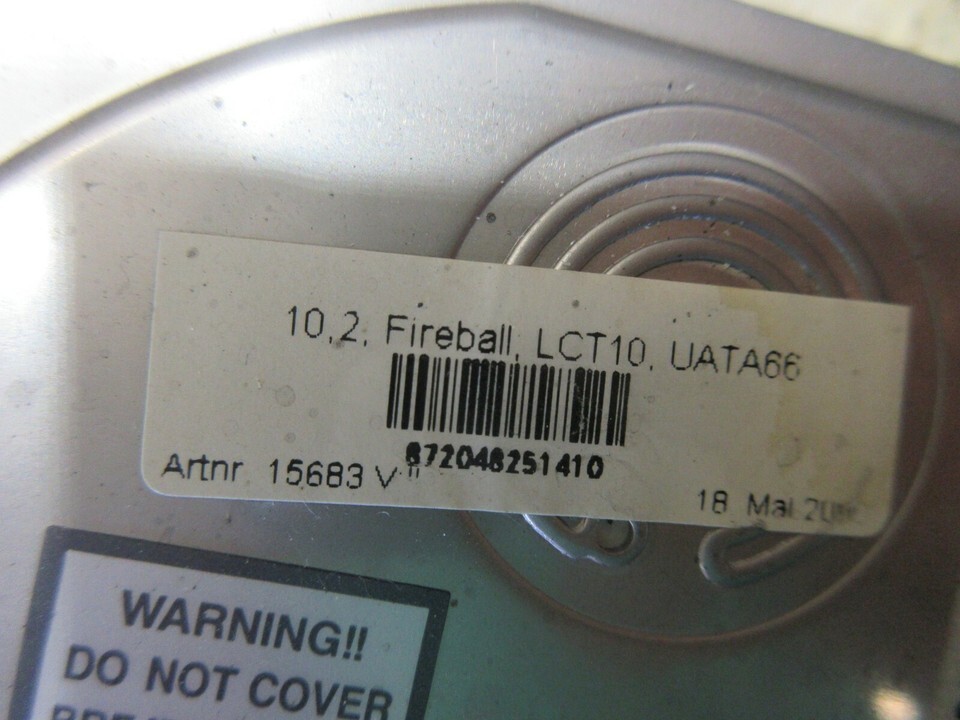 10,2, Fireball, LCT10, UATA66
872048251410
Artnr 15683 V
18 Mai
WARNING!!
DO NOT COVER